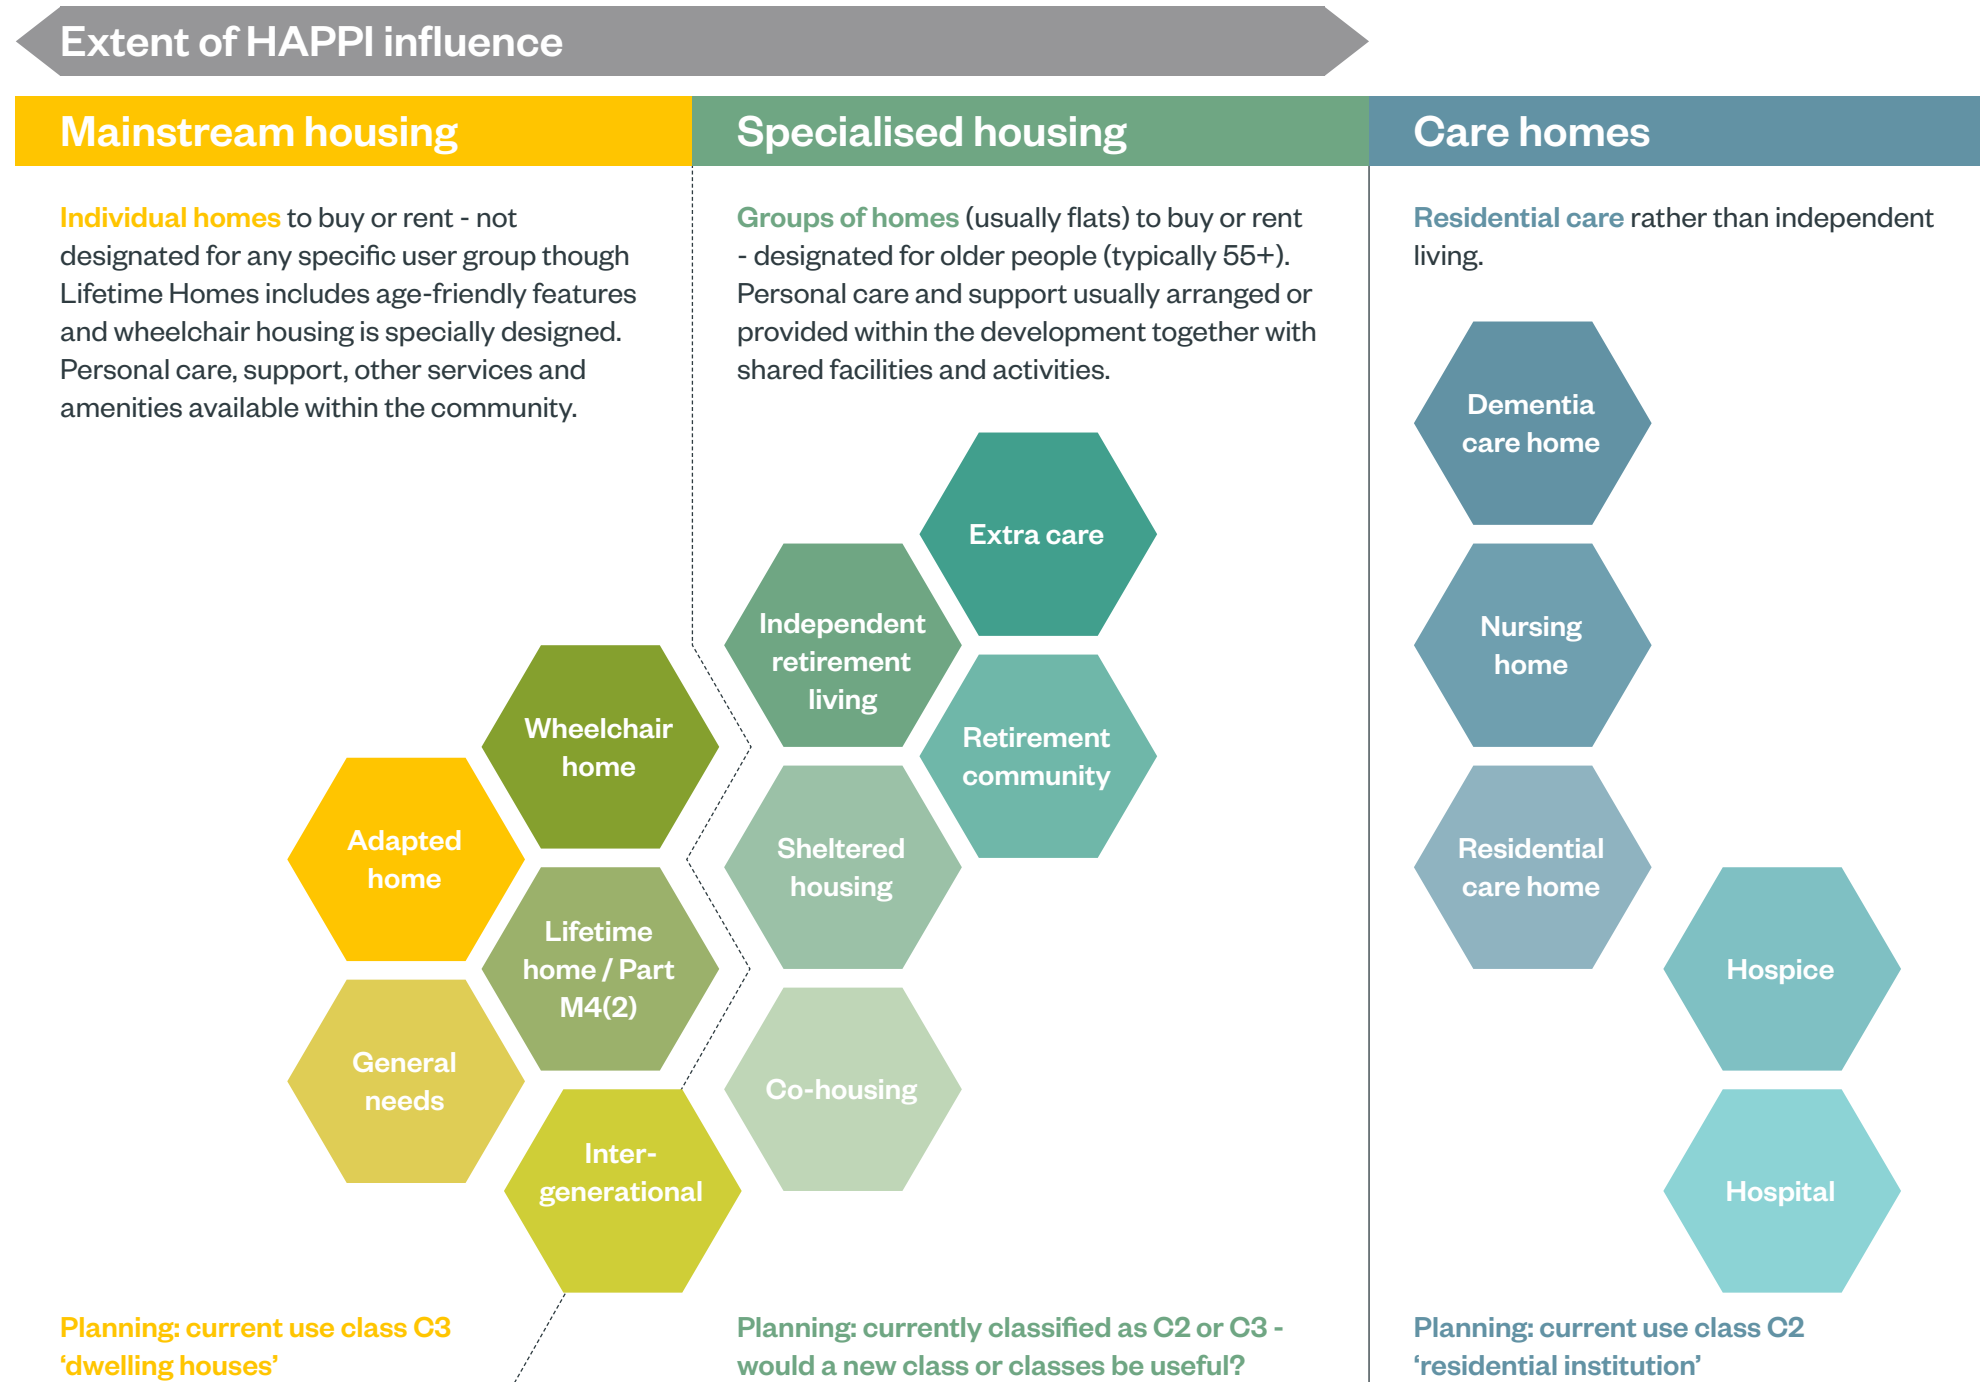 Extent of HAPPI influence
Mainstream housing
Individual homes to buy or rent - not
designated for any specific user group though
Lifetime Homes includes age-friendly features
and wheelchair housing is specially designed.
Personal care, support, other services and
amenities available within the community.
Wheelchair
home
Adapted
home
Lifetime
home / Part
M4(2)
General
needs
Inter-
generational
Planning: current use class C3
‘dwelling houses’
Specialised housing
Groups of homes (usually flats) to buy or rent
- designated for older people (typically 55+).
Personal care and support usually arranged or
provided within the development together with
shared facilities and activities.
Extra care
Independent
retirement
living
Retirement
community
Sheltered
housing
Co-housing
Planning: currently classified as C2 or C3 -
would a new class or classes be useful?
Care homes
Residential care rather than independent
living.
Dementia
care home
Nursing
home
Residential
care home
Hospice
Hospital
Planning: current use class C2
‘residential institution’